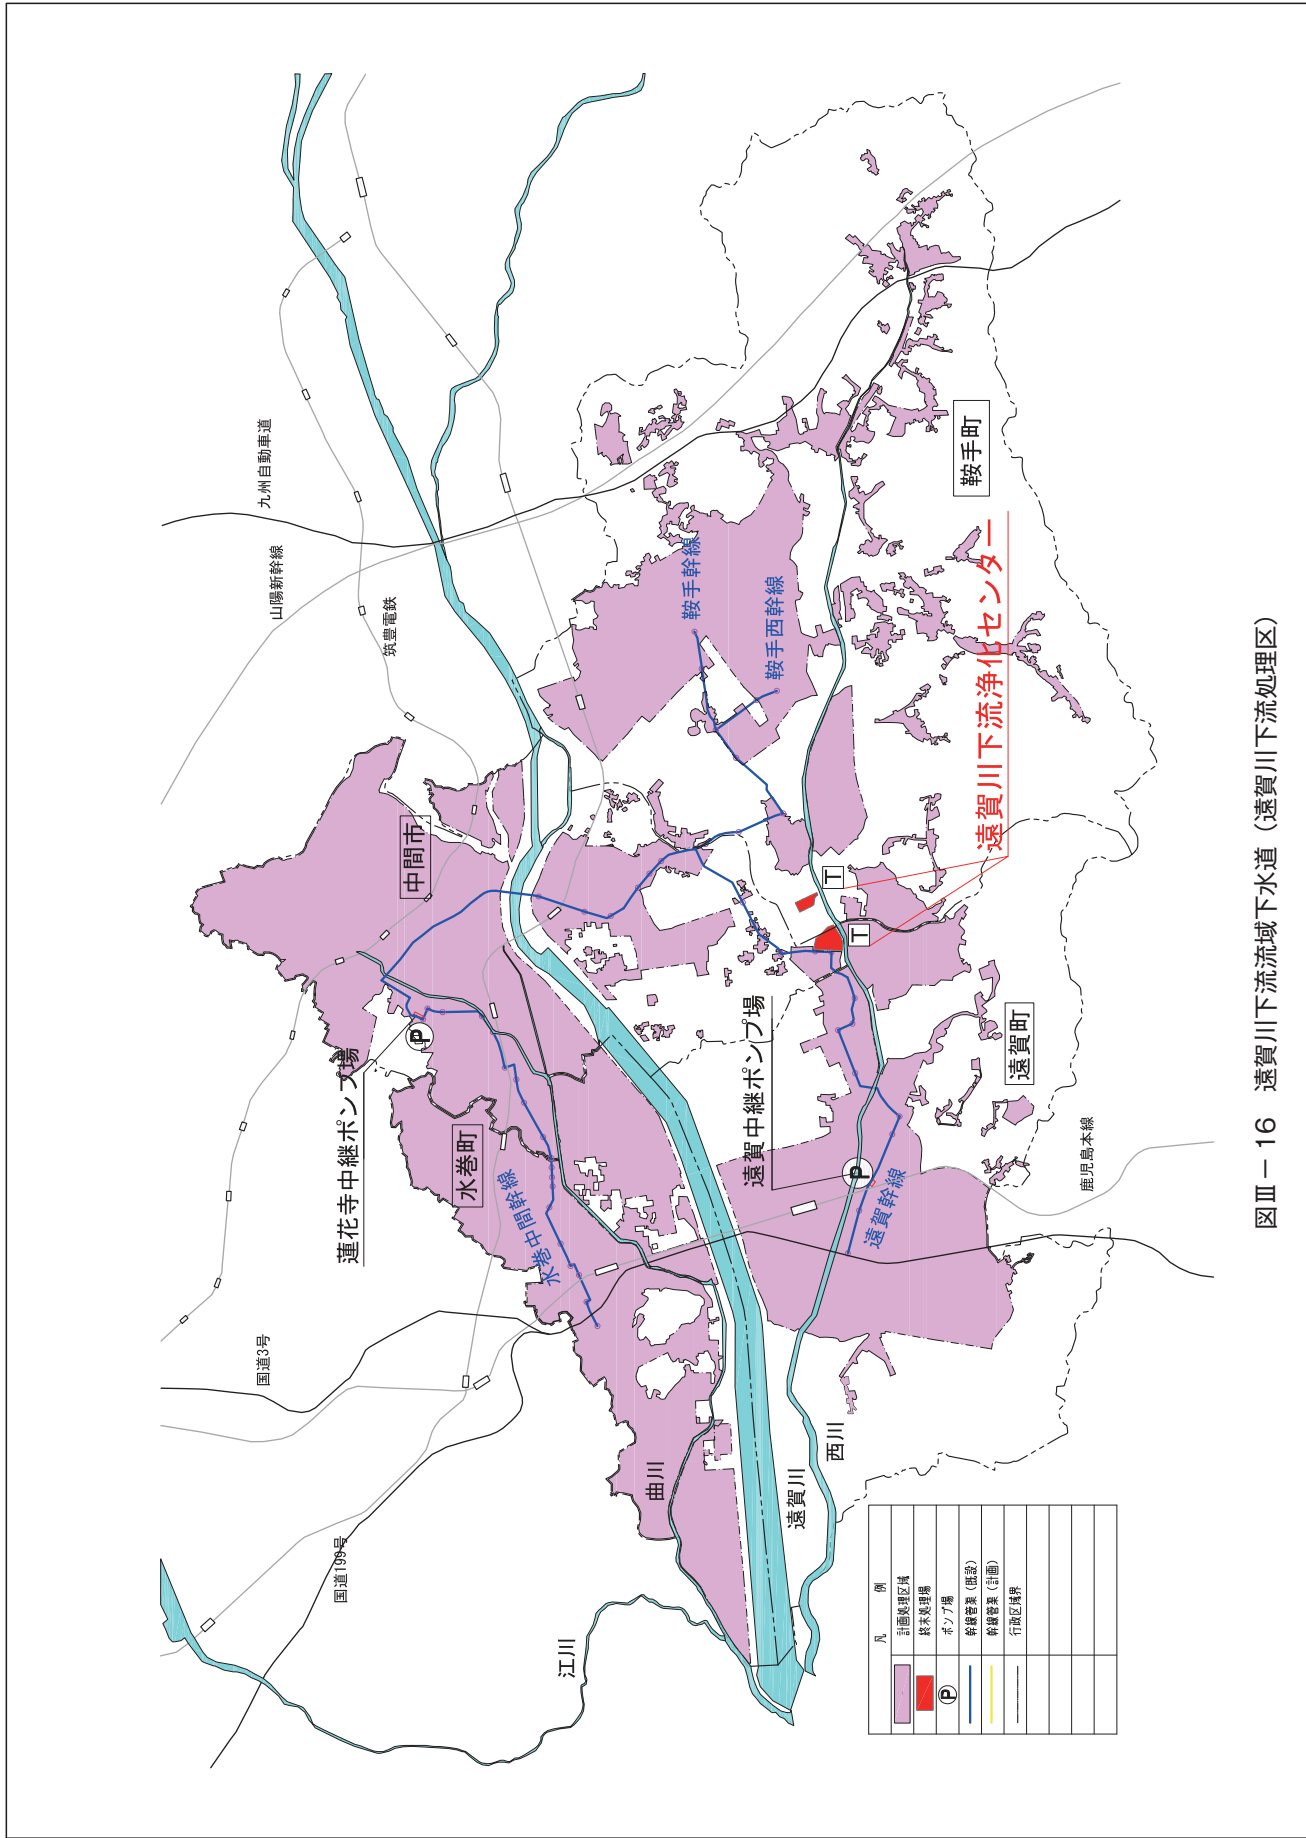 九州自動車道
山陽新幹線
筑豊電鉄
中間市
蓮花寺中継ポンプ場
P
水巻町
水巻中間幹線
国道3号
国道199号
曲川
江川
遠賀川
西川
鞍手幹線
鞍手西幹線
鞍手町
遠賀川下流浄化センター
T
T
遠賀中継ポンプ場
P
遠賀幹線
遠賀町
鹿児島本線
凡 例
計画処理区域
終末処理場
P ポンプ場
幹線管渠（既設）
幹線管渠（計画）
行政区域界
図Ⅲ－16 遠賀川下流流域下水道（遠賀川下流処理区）